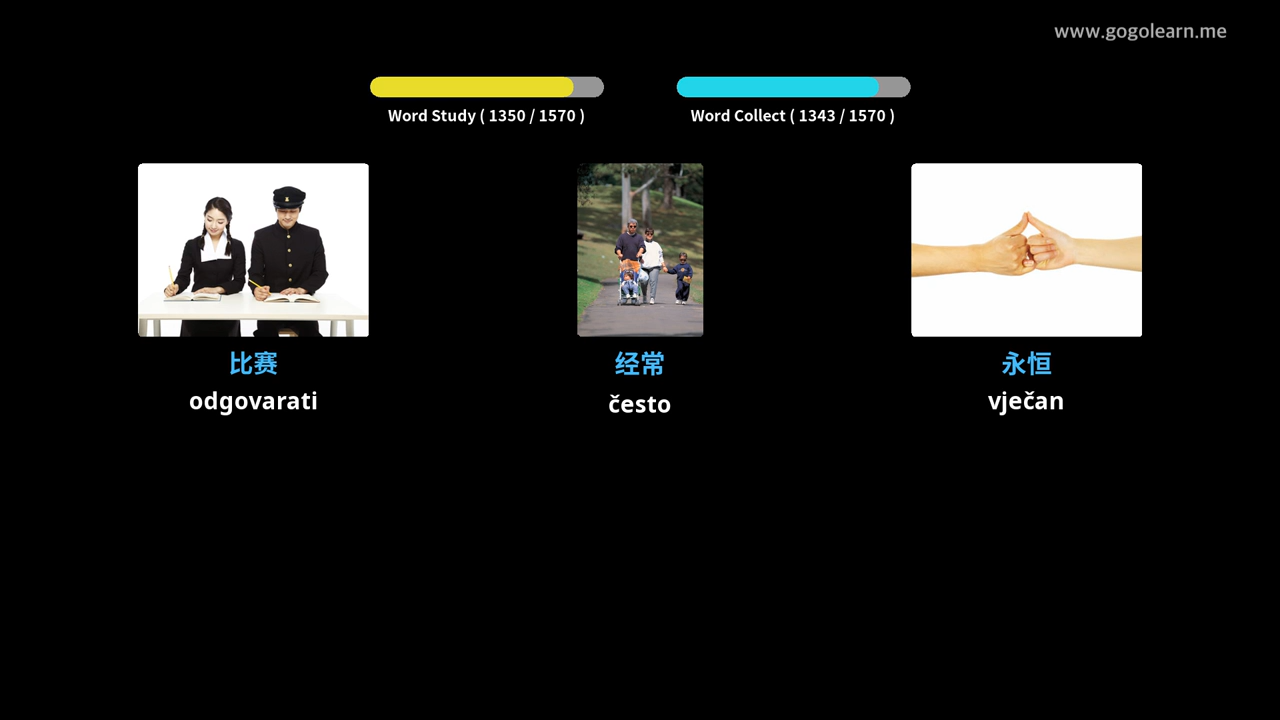 www.gogolearn.me
Word Study ( 1350 / 1570 )
Word Collect ( 1343 / 1570 )
比赛
odgovarati
经常
često
永恒
vječan